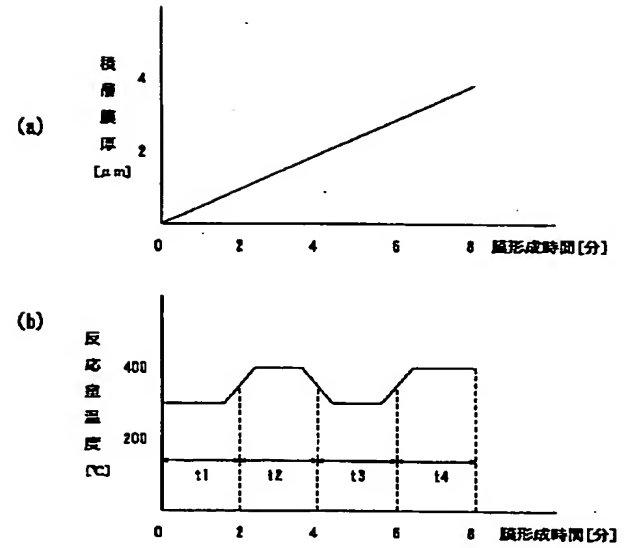 (a)
積層膜厚
[μm]
4
2
0 2 4 6 8 膜形成時間[分]
(b)
反応室温度
[℃]
400
200
t1 t2 t3 t4
0 2 4 6 8 膜形成時間[分]